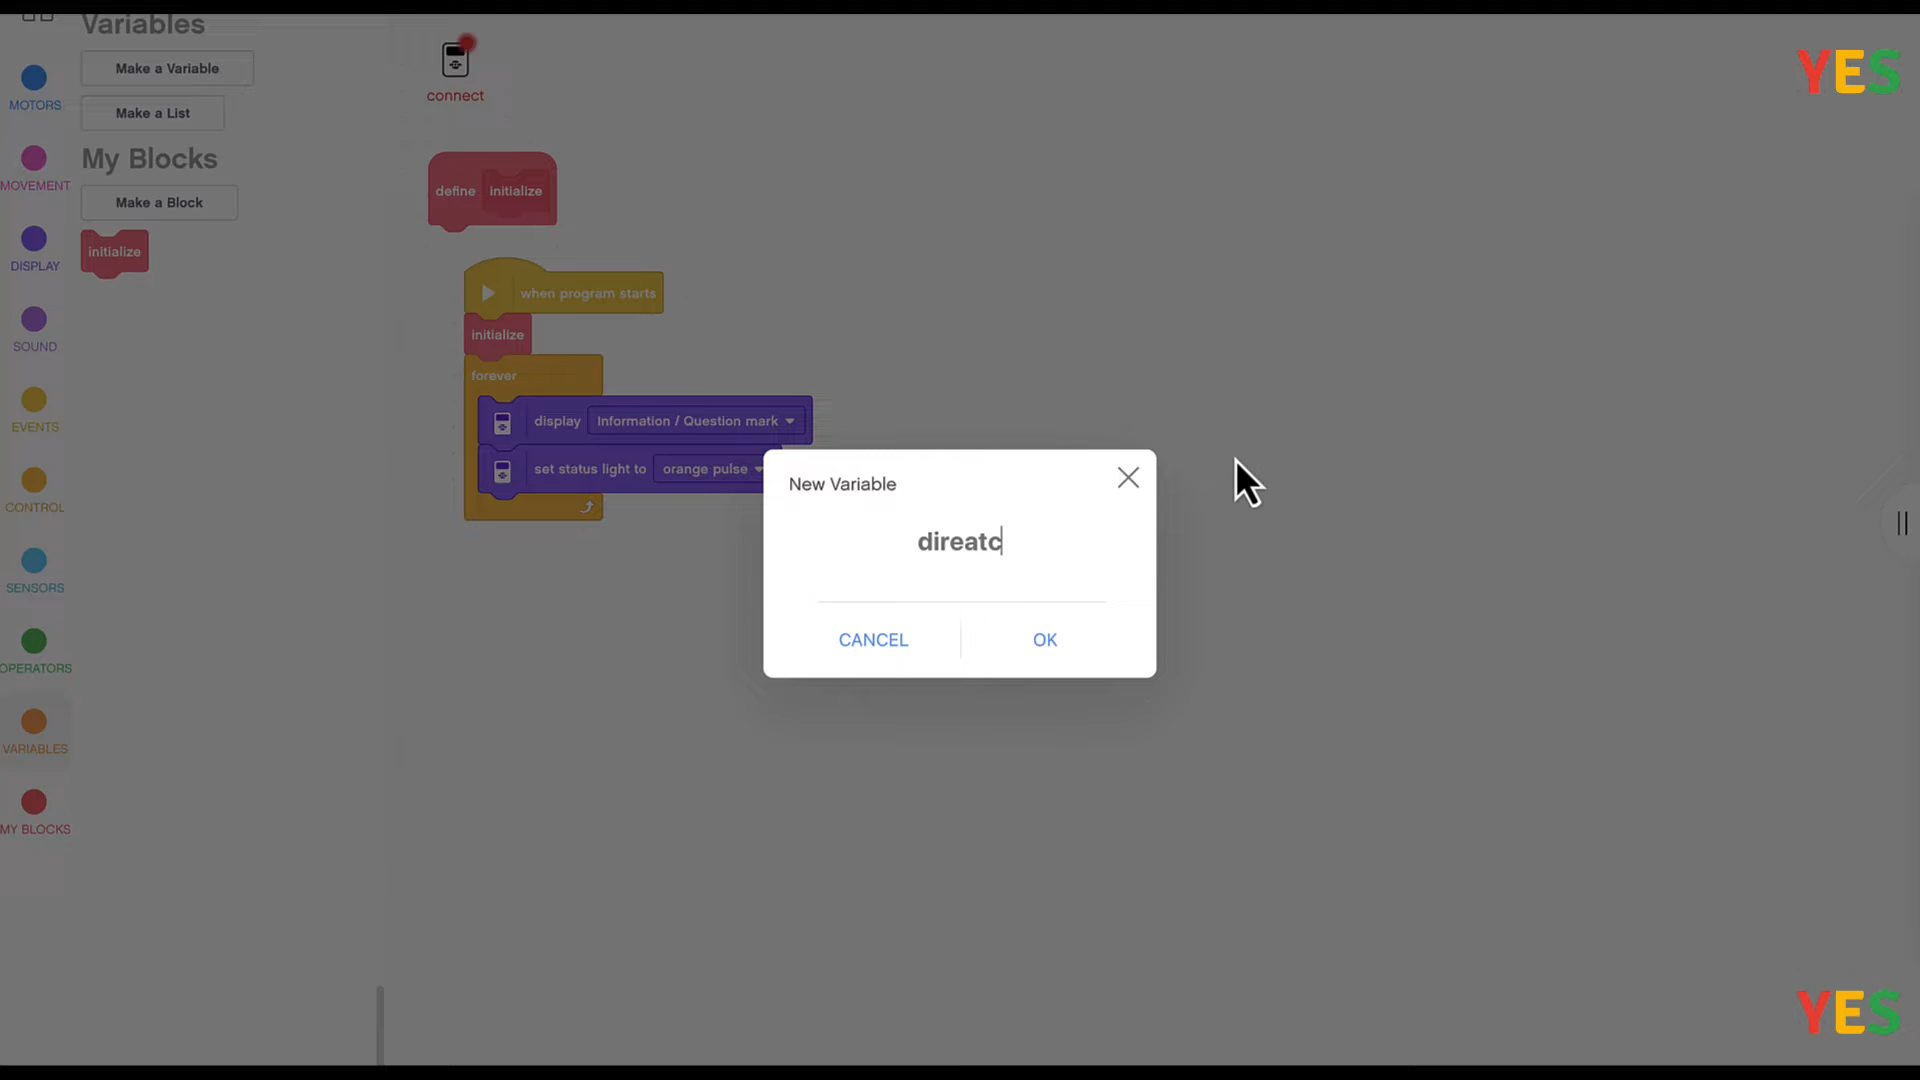 Variables
Make a Variable
Make a List
My Blocks
Make a Block
initialize
MOTORS
MOVEMENT
DISPLAY
SOUND
EVENTS
CONTROL
SENSORS
OPERATORS
VARIABLES
MY BLOCKS
connect
define initialize
when program starts
initialize
forever
display Information / Question mark
set status light to orange pulse
New Variable
direatc
CANCEL OK
YES
YES